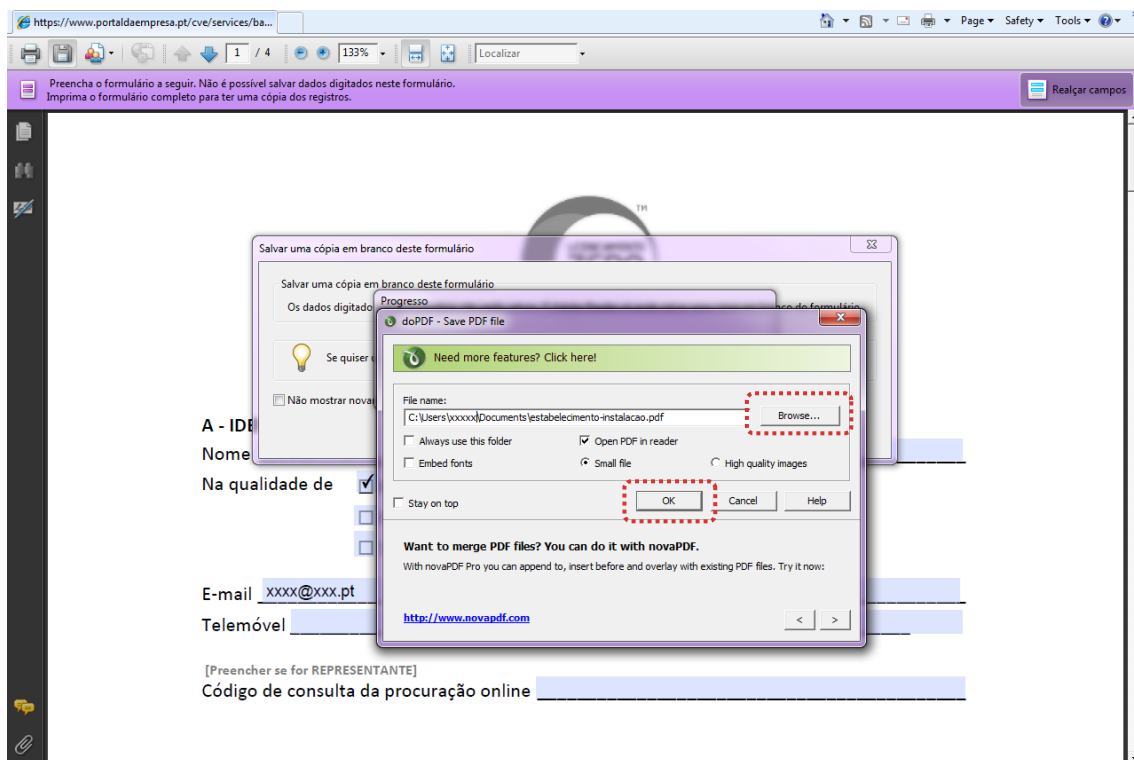 https://www.portaldaempresa.pt/cve/services/ba...
Page Safety Tools
1 / 4 133% Localizar
Preencha o formulário a seguir. Não é possível salvar dados digitados neste formulário.
Imprima o formulário completo para ter uma cópia dos registros.
Realçar campos
TM
Salvar uma cópia em branco deste formulário
Salvar uma cópia em branco deste formulário
Os dados digitado
Progresso
doPDF - Save PDF file
Need more features? Click here!
Se quiser
Não mostrar nova
File name:
C:\Users\xxxxx\Documents\estabelecimento-instalacao.pdf
Browse...
Always use this folder
Open PDF in reader
Embed fonts
Small file
High quality images
Stay on top
OK
Cancel
Help
Want to merge PDF files? You can do it with novaPDF.
With novaPDF Pro you can append to, insert before and overlay with existing PDF files. Try it now:
http://www.novapdf.com
< >
A - IDE
Nome
Na qualidade de
E-mail xxxx@xxx.pt
Telemóvel
[Preencher se for REPRESENTANTE]
Código de consulta da procuração online